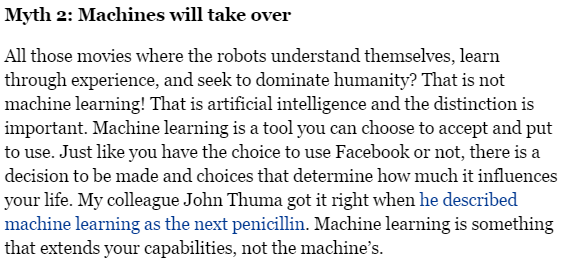 Myth 2: Machines will take over
All those movies where the robots understand themselves, learn
through experience, and seek to dominate humanity? That is not
machine learning! That is artificial intelligence and the distinction is
important. Machine learning is a tool you can choose to accept and put
to use. Just like you have the choice to use Facebook or not, there is a
decision to be made and choices that determine how much it influences
your life. My colleague John Thuma got it right when he described
machine learning as the next penicillin. Machine learning is something
that extends your capabilities, not the machine's.